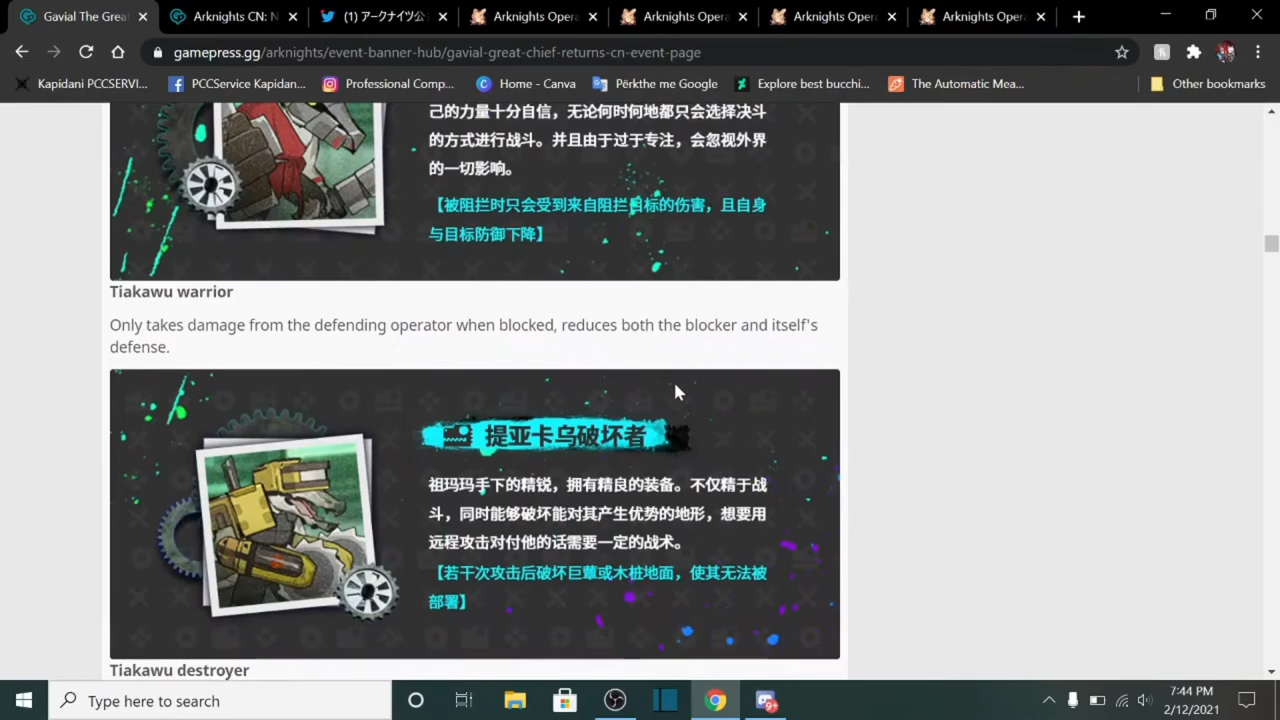 Gavial The Grea
Arknights CN: N
(1) アークナイツ公式
Arknights Opera
Arknights Opera
Arknights Opera
Arknights Opera
gamepress.gg/arknights/event-banner-hub/gavial-great-chief-returns-cn-event-page
Kapidani PCCSERVI...
PCCService Kapidan...
Professional Comp...
Home - Canva
Përkthe me Google
Explore best bucchi...
The Automatic Mea...
Other bookmarks
己的力量十分自信，无论何时何地都只会选择决斗
的方式进行战斗。并且由于过于专注，会忽视外界
的一切影响。
【被阻拦时只会受到来自阻拦目标的伤害，且自身
与目标防御下降】
Tiakawu warrior
Only takes damage from the defending operator when blocked, reduces both the blocker and itself's
defense.
提亚卡乌破坏者
祖玛玛手下的精锐，拥有精良的装备。不仅精于战
斗，同时能够破坏能对其产生优势的地形，想要用
远程攻击对付他的话需要一定的战术。
【若干次攻击后破坏巨蕈或木桩地面，使其无法被
部署】
Tiakawu destroyer
Type here to search
9+
7:44 PM
2/12/2021